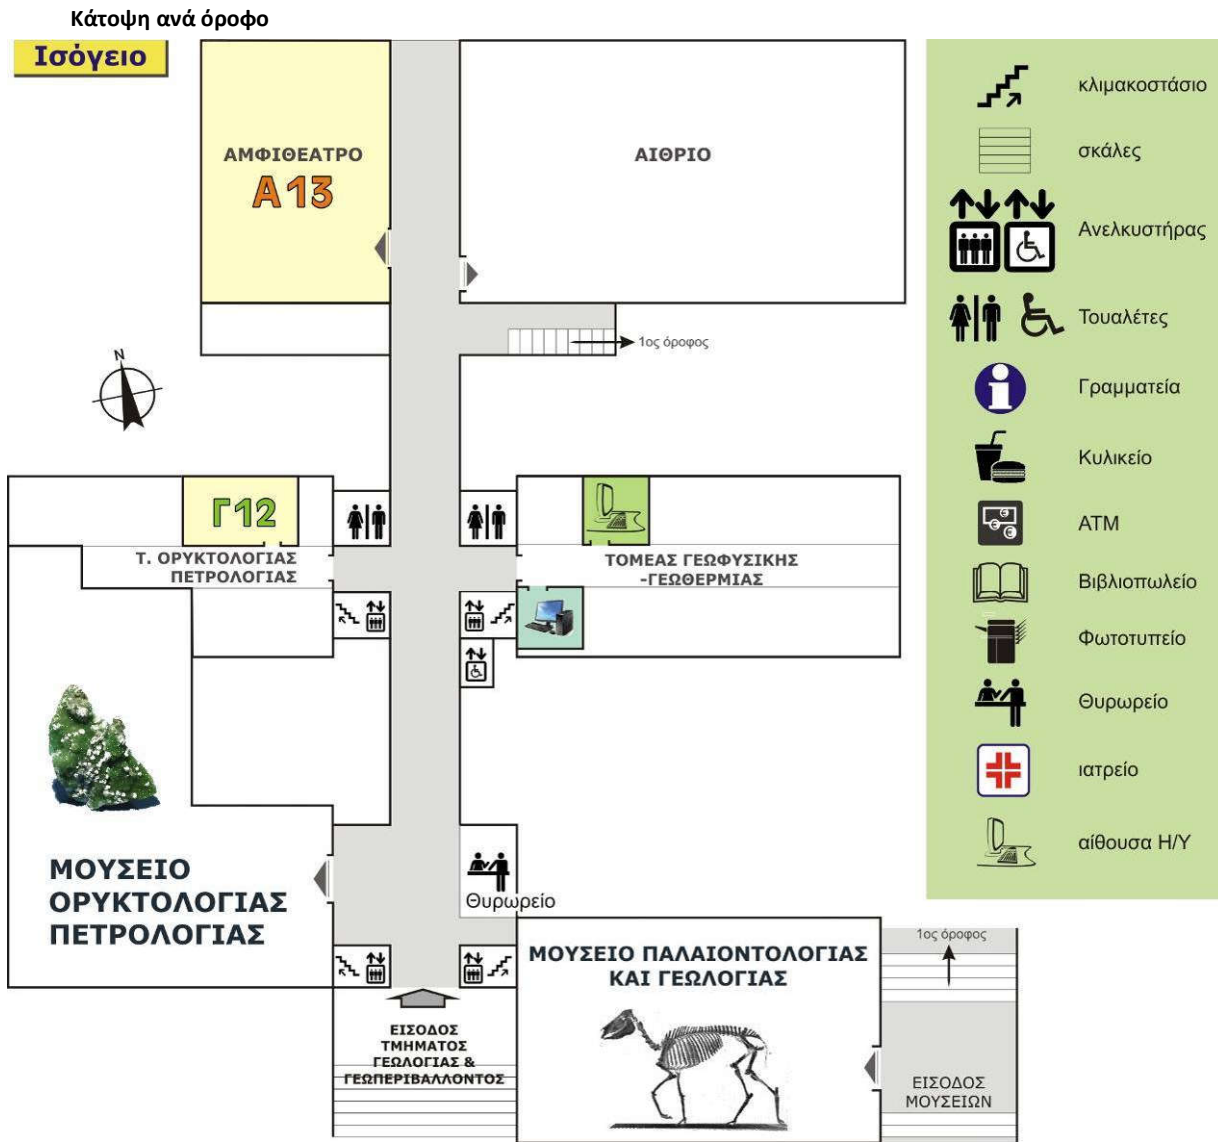 Κάτοψη ανά όροφο
Ισόγειο
ΑΜΦΙΘΕΑΤΡΟ
Α13
ΑΙΘΡΙΟ
1ος όροφος
N
Γ12
Τ. ΟΡΥΚΤΟΛΟΓΙΑΣ
ΠΕΤΡΟΛΟΓΙΑΣ
ΤΟΜΕΑΣ ΓΕΩΦΥΣΙΚΗΣ
-ΓΕΩΘΕΡΜΙΑΣ
ΜΟΥΣΕΙΟ
ΟΡΥΚΤΟΛΟΓΙΑΣ
ΠΕΤΡΟΛΟΓΙΑΣ
Θυρωρείο
ΜΟΥΣΕΙΟ ΠΑΛΑΙΟΝΤΟΛΟΓΙΑΣ
ΚΑΙ ΓΕΩΛΟΓΙΑΣ
1ος όροφος
ΕΙΣΟΔΟΣ
ΤΜΗΜΑΤΟΣ
ΓΕΩΛΟΓΙΑΣ &
ΓΕΩΠΕΡΙΒΑΛΛΟΝΤΟΣ
ΕΙΣΟΔΟΣ
ΜΟΥΣΕΙΩΝ
κλιμακοστάσιο
σκάλες
Ανελκυστήρας
Τουαλέτες
Γραμματεία
Κυλικείο
ΑΤΜ
Βιβλιοπωλείο
Φωτοτυπείο
Θυρωρείο
ιατρείο
αίθουσα Η/Υ